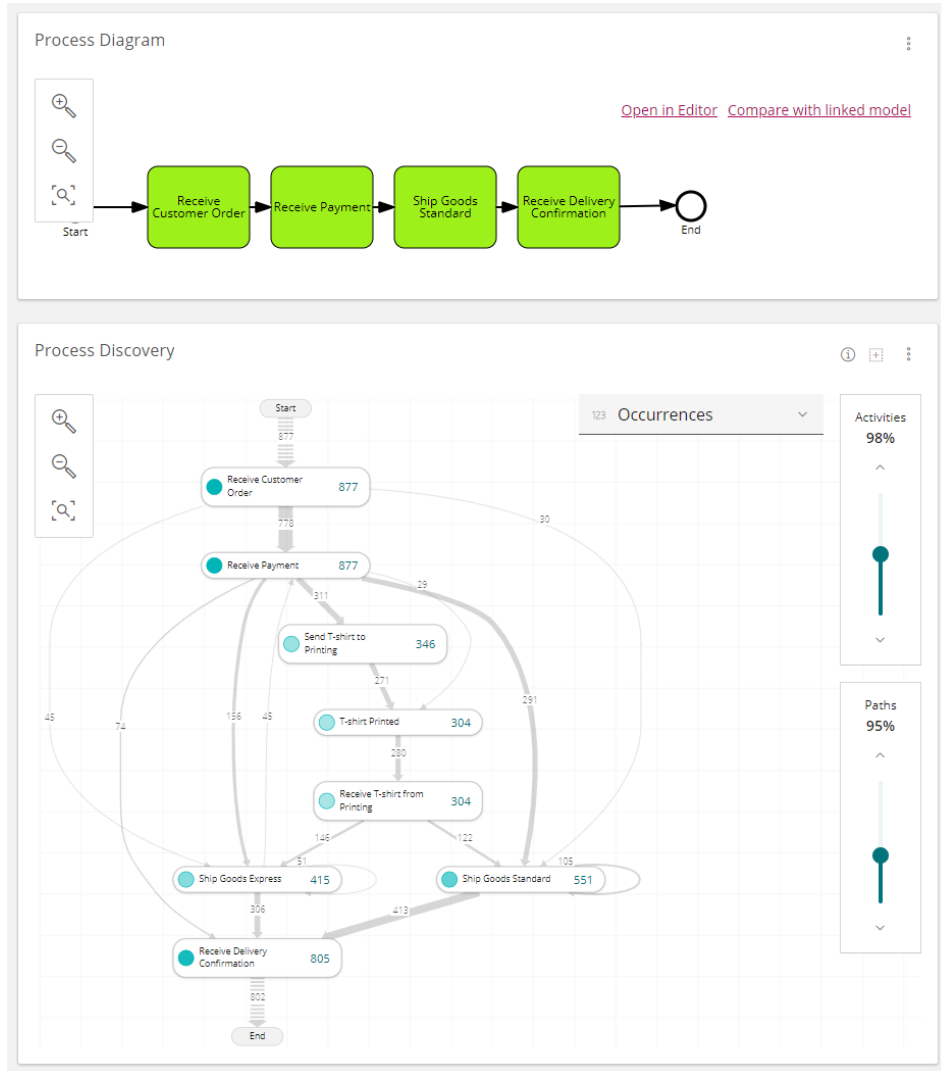 Process Diagram
Open in Editor Compare with linked model
Start
Receive
Customer Order
Receive Payment
Ship Goods
Standard
Receive Delivery
Confirmation
End
Process Discovery
123 Occurrences
Activities
98%
Paths
95%
Start
877
Receive Customer
Order
877
778
30
Receive Payment
877
311
29
Send T-shirt to
Printing
346
271
291
45
74
156
45
T-shirt Printed
304
280
Receive T-shirt from
Printing
304
146
122
51
105
Ship Goods Express
415
Ship Goods Standard
551
306
413
Receive Delivery
Confirmation
805
802
End